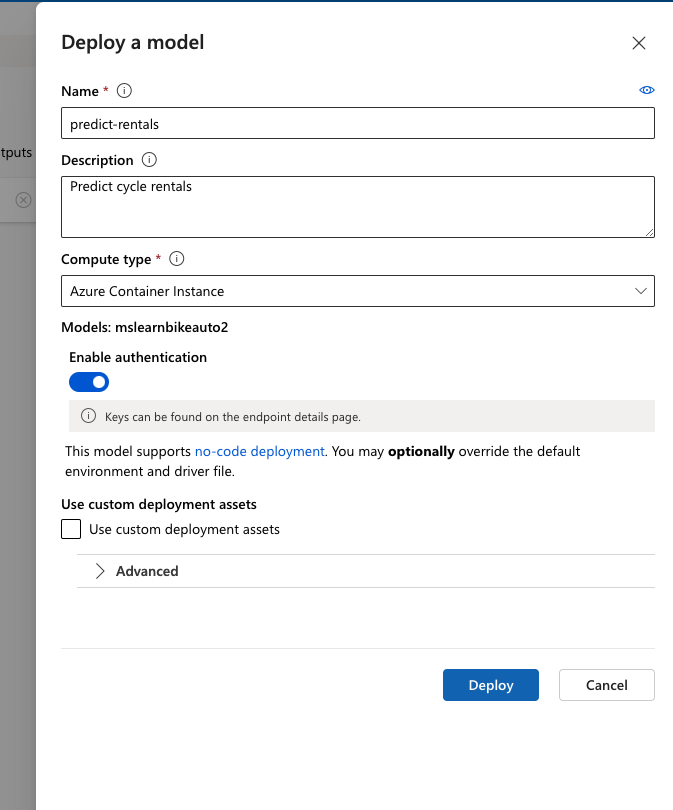 Deploy a model
Name *
predict-rentals
tputs
Description
Predict cycle rentals
Compute type *
Azure Container Instance
Models: mslearnbikeauto2
Enable authentication
Keys can be found on the endpoint details page.
This model supports no-code deployment. You may optionally override the default
environment and driver file.
Use custom deployment assets
Use custom deployment assets
Advanced
Deploy
Cancel